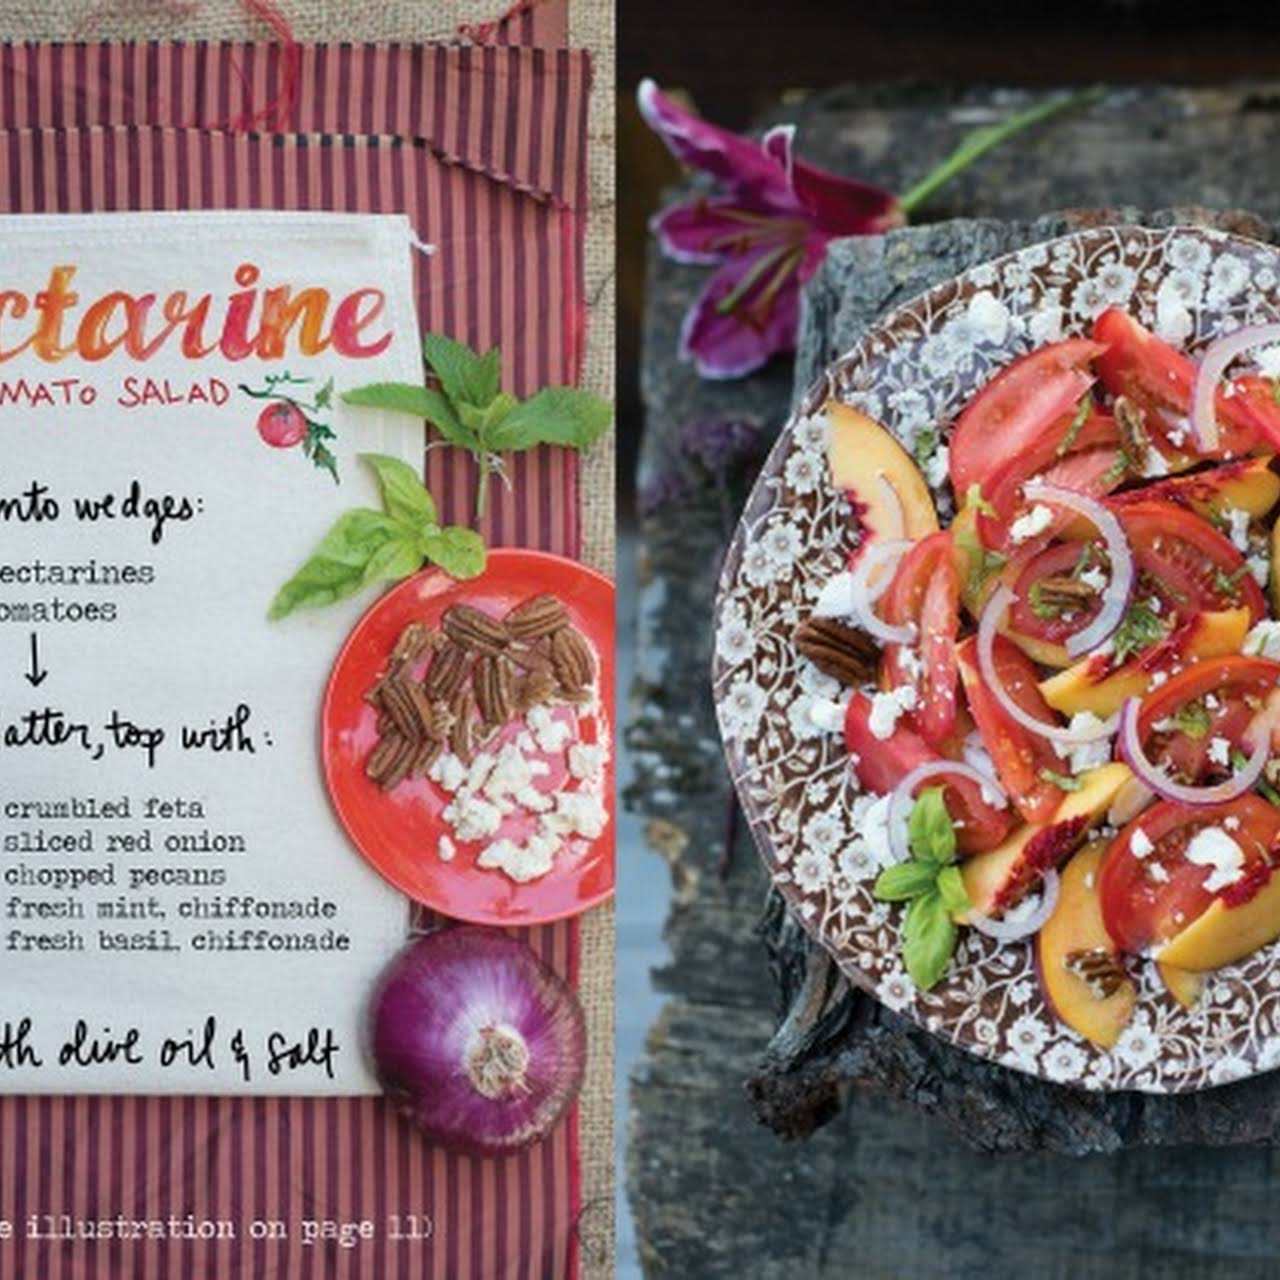 ctarine
MATO SALAD
nto wedges:
ectarines
omatoes
atter, top with:
crumbled feta
sliced red onion
chopped pecans
fresh mint, chiffonade
fresh basil, chiffonade
th olive oil & salt
e illustration on page 11)